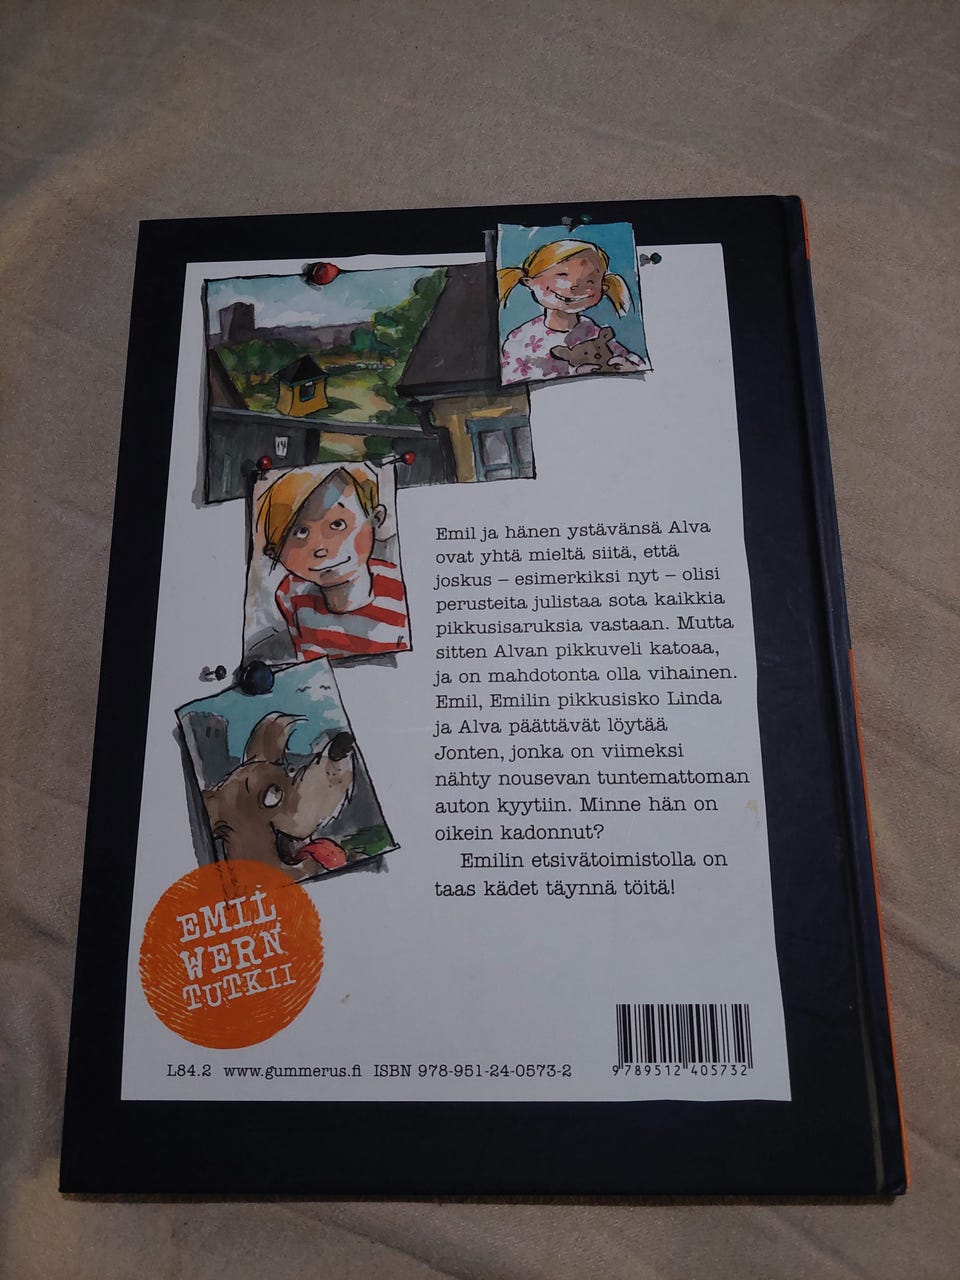 14
Emil ja hänen ystävänsä Alva
ovat yhtä mieltä siitä, että
joskus – esimerkiksi nyt – olisi
perusteita julistaa sota kaikkia
pikkusisaruksia vastaan. Mutta
sitten Alvan pikkuveli katoaa,
ja on mahdotonta olla vihainen.
Emil, Emilin pikkusisko Linda
ja Alva päättävät löytää
Jonten, jonka on viimeksi
nähty nousevan tuntemattoman
auton kyytiin. Minne hän on
oikein kadonnut?
Emilin etsivätoimistolla on
taas kädet täynnä töitä!
EMIL
WERN
TUTKII
L84.2 www.gummerus.fi ISBN 978-951-24-0573-2
9 789512 405732